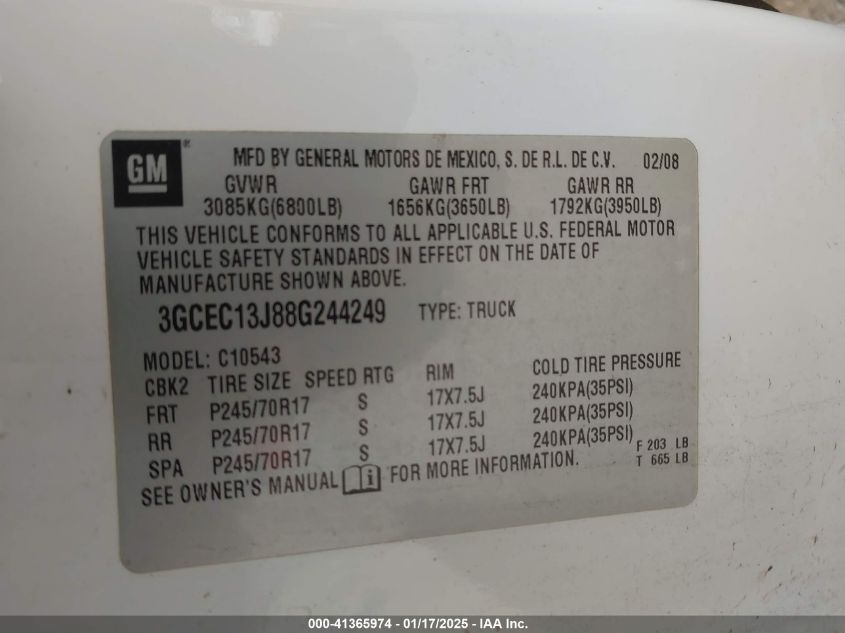 GM ® MFD BY GENERAL MOTORS DE MEXICO, S. DE R.L. DE C.V. 02/08
GVWR GAWR FRT GAWR RR
3085KG(6800LB) 1656KG(3650LB) 1792KG(3950LB)
THIS VEHICLE CONFORMS TO ALL APPLICABLE U.S. FEDERAL MOTOR
VEHICLE SAFETY STANDARDS IN EFFECT ON THE DATE OF
MANUFACTURE SHOWN ABOVE.
3GCEC13J88G244249 TYPE: TRUCK
MODEL: C10543
CBK2 TIRE SIZE SPEED RTG RIM COLD TIRE PRESSURE
FRT P245/70R17 S 17X7.5J 240KPA(35PSI)
RR P245/70R17 S 17X7.5J 240KPA(35PSI)
SPA P245/70R17 S 17X7.5J 240KPA(35PSI)
F 203 LB
T 665 LB
SEE OWNER'S MANUAL i FOR MORE INFORMATION.
000-41365974 - 01/17/2025 - IAA Inc.